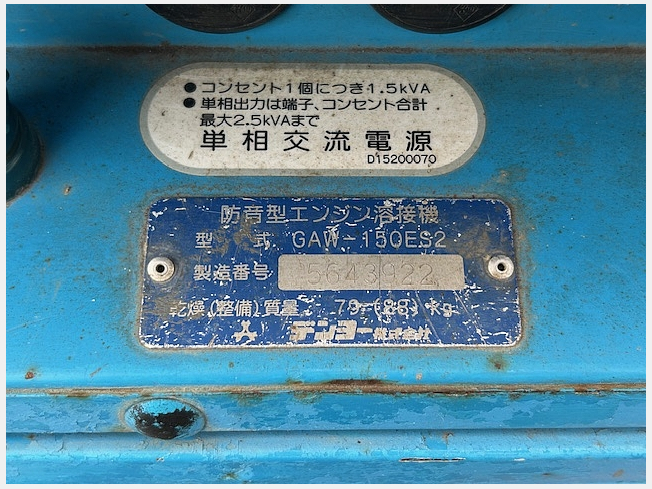 ● コンセント1個につき1.5kVA
● 単相出力は端子、コンセント合計
最大2.5kVAまで
単相交流電源
D15200070
防音型エンジン溶接機
型式 GAW-150ES2
製造番号 5643922
乾燥(整備)質量 79(88)kg
デンヨー株式会社